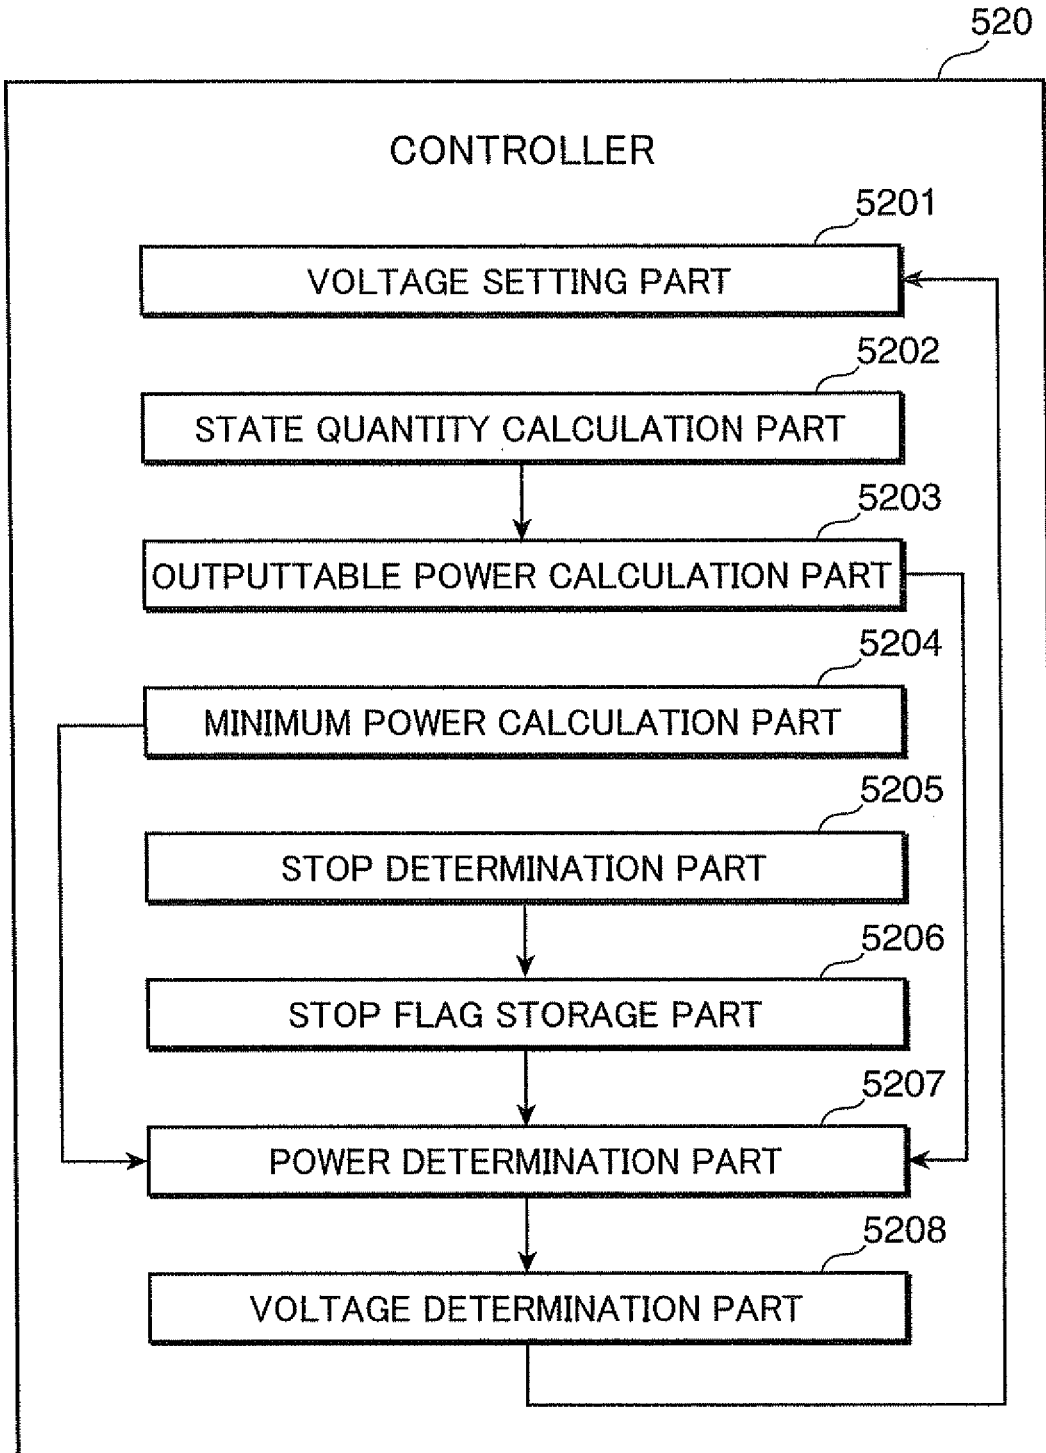 520
CONTROLLER
5201
VOLTAGE SETTING PART
5202
STATE QUANTITY CALCULATION PART
5203
OUTPUTTABLE POWER CALCULATION PART
5204
MINIMUM POWER CALCULATION PART
5205
STOP DETERMINATION PART
5206
STOP FLAG STORAGE PART
5207
POWER DETERMINATION PART
5208
VOLTAGE DETERMINATION PART